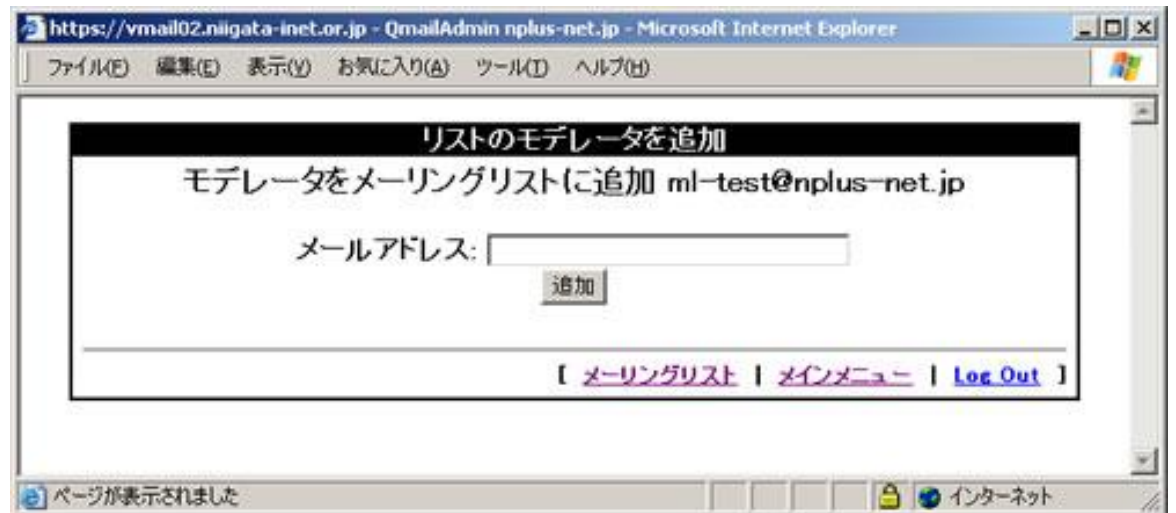 https://vmail02.niigata-inet.or.jp - QmailAdmin nplus-net.jp - Microsoft Internet Explorer
ファイル(F) 編集(E) 表示(V) お気に入り(A) ツール(T) ヘルプ(H)
リストのモデレータを追加
モデレータをメーリングリストに追加 ml-test@nplus-net.jp
メールアドレス:
追加
[ メーリングリスト | メインメニュー | Log Out ]
ページが表示されました インターネット